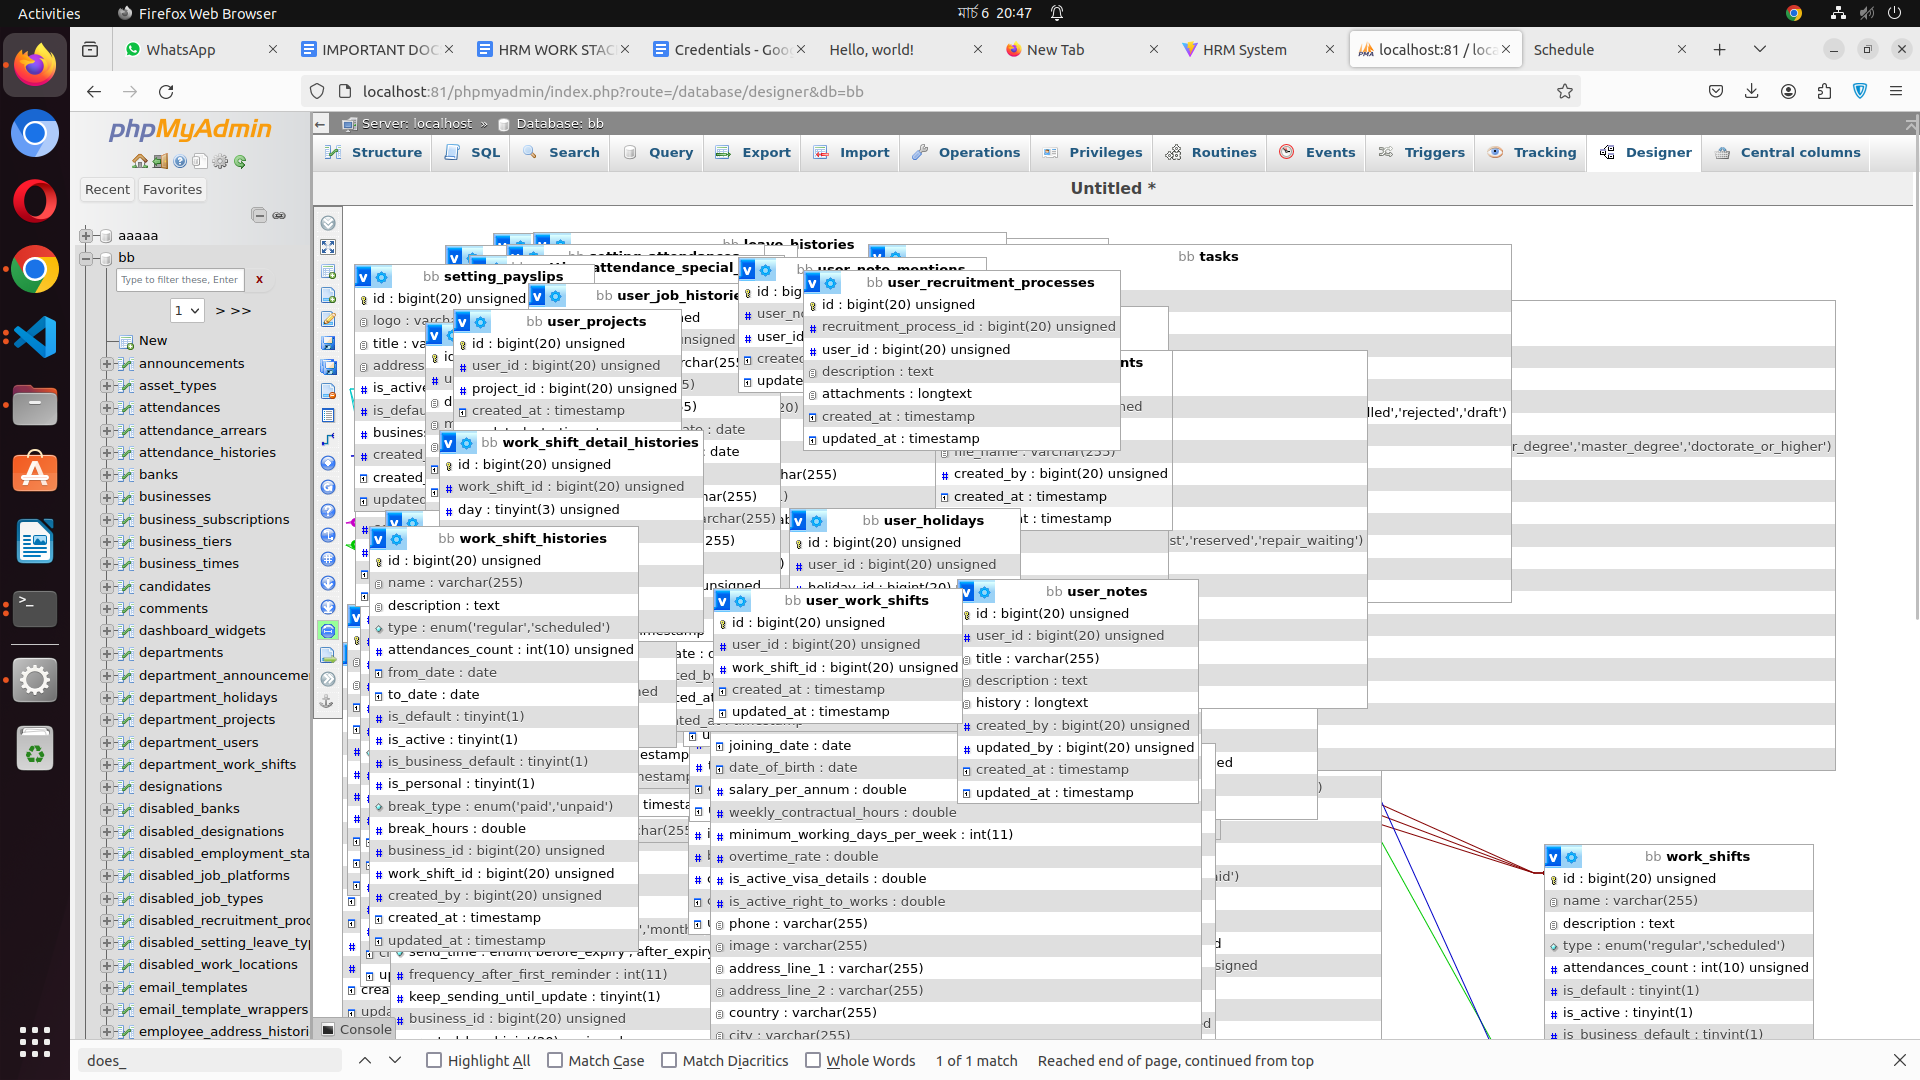 Activities
Firefox Web Browser
मার্চ 6 20:47
WhatsApp
IMPORTANT DOC
HRM WORK STAC
Credentials - Goo
Hello, world!
New Tab
HRM System
localhost:81 / loca
Schedule
localhost:81/phpmyadmin/index.php?route=/database/designer&db=bb
phpMyAdmin
Recent
Favorites
aaaaa
bb
Type to filter these, Enter
x
1
> >>
New
announcements
asset_types
attendances
attendance_arrears
attendance_histories
banks
businesses
business_subscriptions
business_tiers
business_times
candidates
comments
dashboard_widgets
departments
department_announceme
department_holidays
department_projects
department_users
department_work_shifts
designations
disabled_banks
disabled_designations
disabled_employment_sta
disabled_job_platforms
disabled_job_types
disabled_recruitment_proc
disabled_setting_leave_typ
disabled_work_locations
email_templates
email_template_wrappers
employee_address_histori
Server: localhost » Database: bb
Structure
SQL
Search
Query
Export
Import
Operations
Privileges
Routines
Events
Triggers
Tracking
Designer
Central columns
Untitled *
bb leave_histories
bb tasks
attendance_special_
bb setting_payslips
id : bigint(20) unsigned
title : va
address
is_active
is_defau
business
created_
updated
bb user_job_historie
bb user_projects
id : bigint(20) unsigned
user_id : bigint(20) unsigned
project_id : bigint(20) unsigned
created_at : timestamp
bb user_note_mentions
id : big
user_no
user_id
created
update
bb user_recruitment_processes
id : bigint(20) unsigned
recruitment_process_id : bigint(20) unsigned
user_id : bigint(20) unsigned
description : text
attachments : longtext
created_at : timestamp
updated_at : timestamp
nts
file_name : varchar(255)
created_by : bigint(20) unsigned
created_at : timestamp
at : timestamp
lled','rejected','draft')
r_degree','master_degree','doctorate_or_higher')
st','reserved','repair_waiting')
bb work_shift_detail_histories
id : bigint(20) unsigned
work_shift_id : bigint(20) unsigned
day : tinyint(3) unsigned
bb work_shift_histories
id : bigint(20) unsigned
name : varchar(255)
description : text
type : enum('regular','scheduled')
attendances_count : int(10) unsigned
from_date : date
to_date : date
is_default : tinyint(1)
is_active : tinyint(1)
is_business_default : tinyint(1)
is_personal : tinyint(1)
break_type : enum('paid','unpaid')
break_hours : double
business_id : bigint(20) unsigned
work_shift_id : bigint(20) unsigned
created_by : bigint(20) unsigned
created_at : timestamp
updated_at : timestamp
send_time : enum('before_expiry','after_expiry
frequency_after_first_reminder : int(11)
keep_sending_until_update : tinyint(1)
business_id : bigint(20) unsigned
bb user_holidays
id : bigint(20) unsigned
user_id : bigint(20) unsigned
holiday_id : bigint(20)
bb user_work_shifts
id : bigint(20) unsigned
user_id : bigint(20) unsigned
work_shift_id : bigint(20) unsigned
created_at : timestamp
updated_at : timestamp
joining_date : date
date_of_birth : date
salary_per_annum : double
weekly_contractual_hours : double
minimum_working_days_per_week : int(11)
overtime_rate : double
is_active_visa_details : double
is_active_right_to_works : double
phone : varchar(255)
image : varchar(255)
address_line_1 : varchar(255)
address_line_2 : varchar(255)
country : varchar(255)
city : varchar(255)
bb user_notes
id : bigint(20) unsigned
user_id : bigint(20) unsigned
title : varchar(255)
description : text
history : longtext
created_by : bigint(20) unsigned
updated_by : bigint(20) unsigned
created_at : timestamp
updated_at : timestamp
bb work_shifts
id : bigint(20) unsigned
name : varchar(255)
description : text
type : enum('regular','scheduled')
attendances_count : int(10) unsigned
is_default : tinyint(1)
is_active : tinyint(1)
is_business_default : tinyint(1)
Console
does_
Highlight All
Match Case
Match Diacritics
Whole Words
1 of 1 match
Reached end of page, continued from top